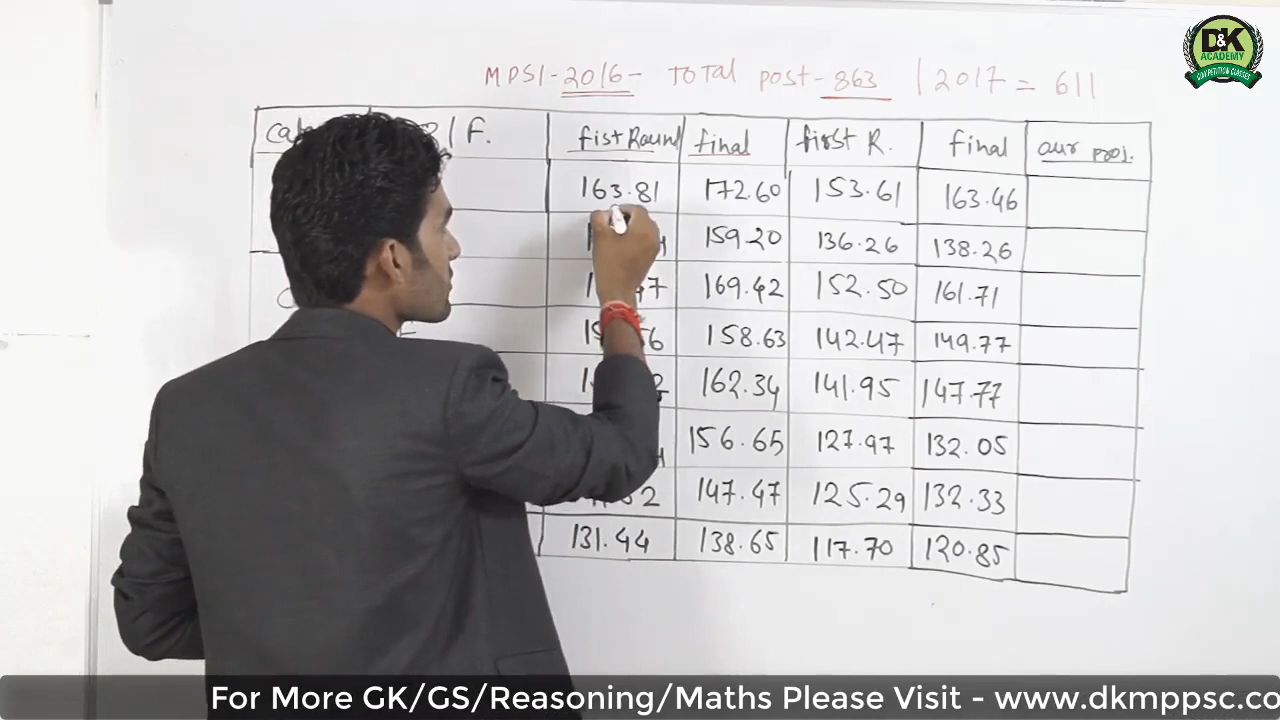 D&K
ACADEMY
COMPETITION CLASSES
MPSI-2016- Total post-863 | 2017 = 611
F. fist Round final first R. final our proj.
163.81 172.60 153.61 163.46
159.20 136.26 138.26
169.42 152.50 161.71
158.63 142.47 149.77
162.34 141.95 147.77
156.65 127.97 132.05
147.47 125.29 132.33
131.44 138.65 117.70 120.85
For More GK/GS/Reasoning/Maths Please Visit - www.dkmppsc.co